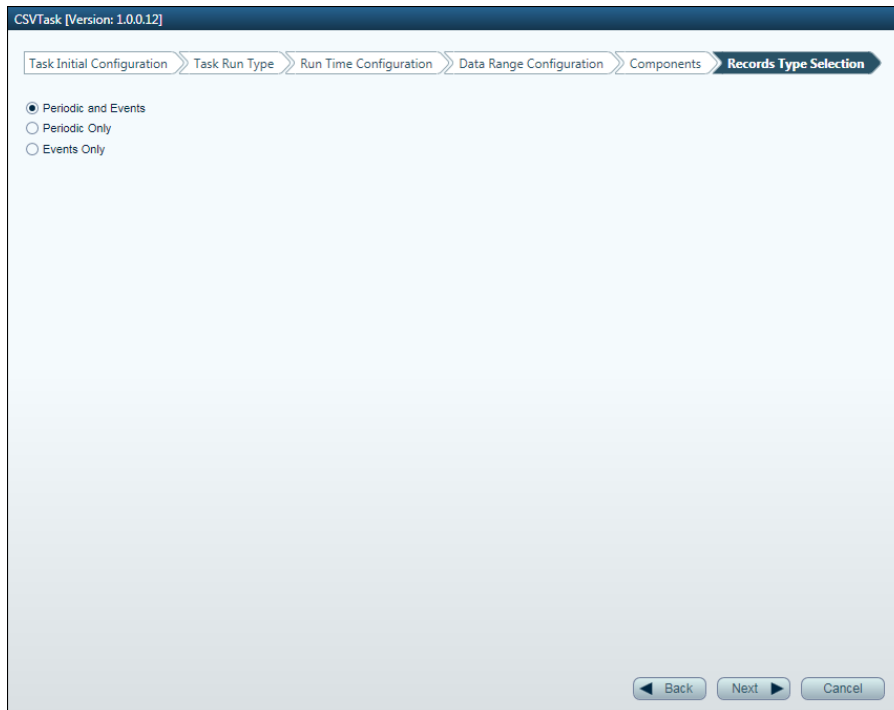 CSVTask [Version: 1.0.0.12]
Task Initial Configuration Task Run Type Run Time Configuration Data Range Configuration Components Records Type Selection
Periodic and Events
Periodic Only
Events Only
Back Next Cancel